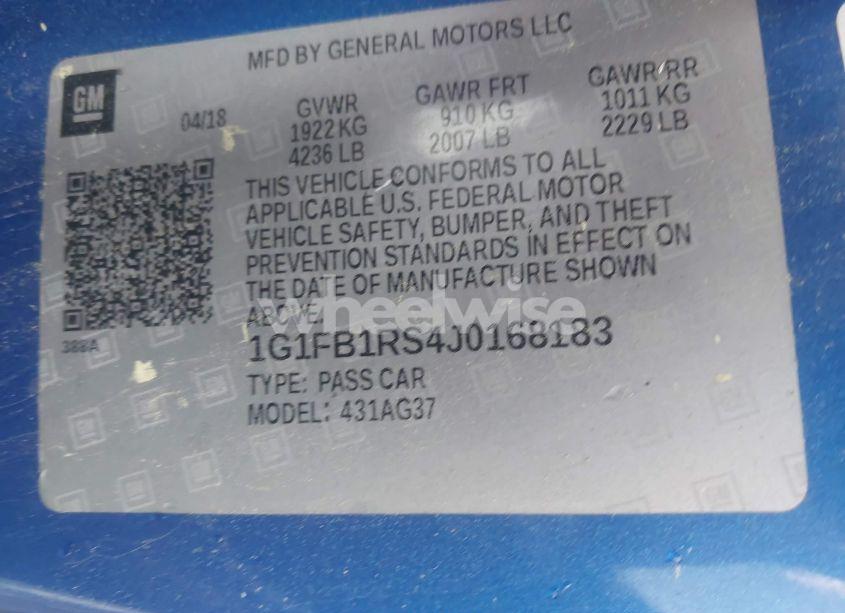 MFD BY GENERAL MOTORS LLC
GM
04/18
GVWR
1922 KG
4236 LB
GAWR FRT
910 KG
2007 LB
GAWR RR
1011 KG
2229 LB
THIS VEHICLE CONFORMS TO ALL
APPLICABLE U.S. FEDERAL MOTOR
VEHICLE SAFETY, BUMPER, AND THEFT
PREVENTION STANDARDS IN EFFECT ON
THE DATE OF MANUFACTURE SHOWN
ABOVE.
wheelwise
388A
1G1FB1RS4J0168183
TYPE: PASS CAR
MODEL: 431AG37